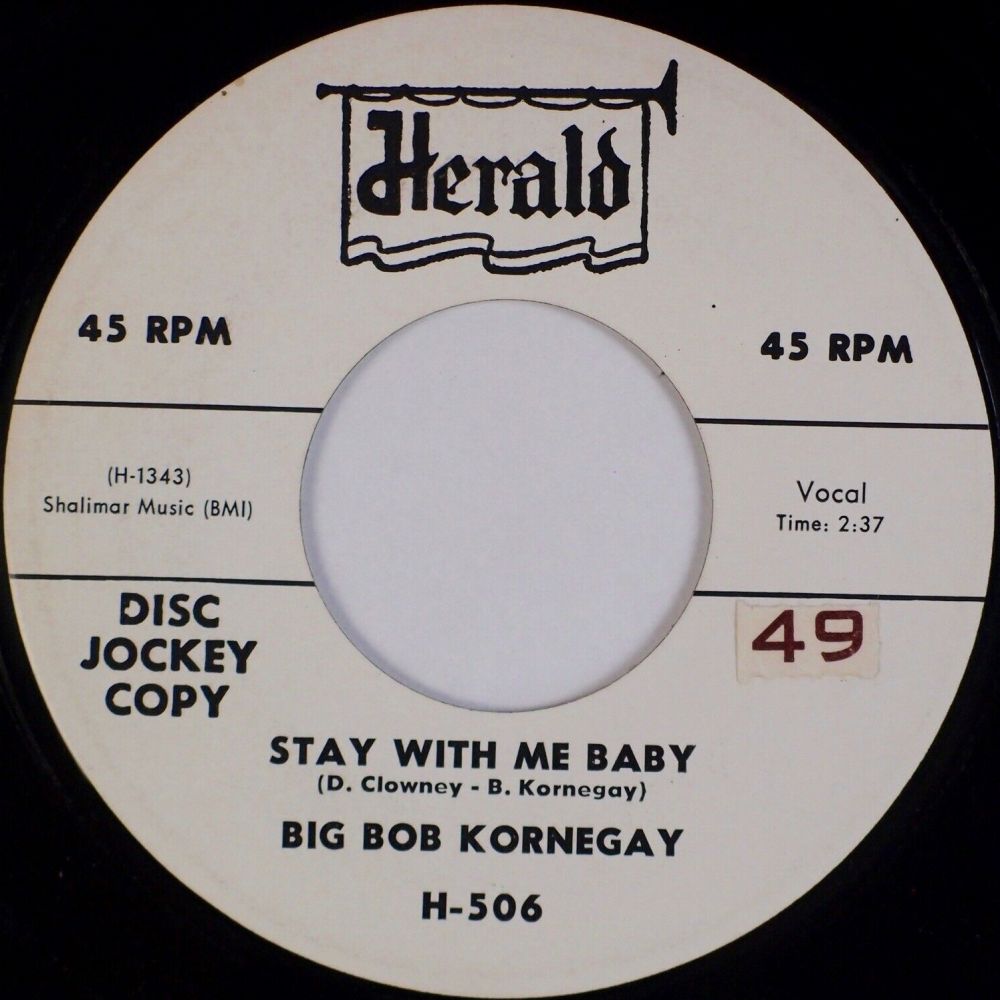 Herald
45 RPM
45 RPM
(H-1343)
Shalimar Music (BMI)
Vocal
Time: 2:37
DISC
JOCKEY
COPY
49
STAY WITH ME BABY
(D. Clowney - B. Kornegay)
BIG BOB KORNEGAY
H-506